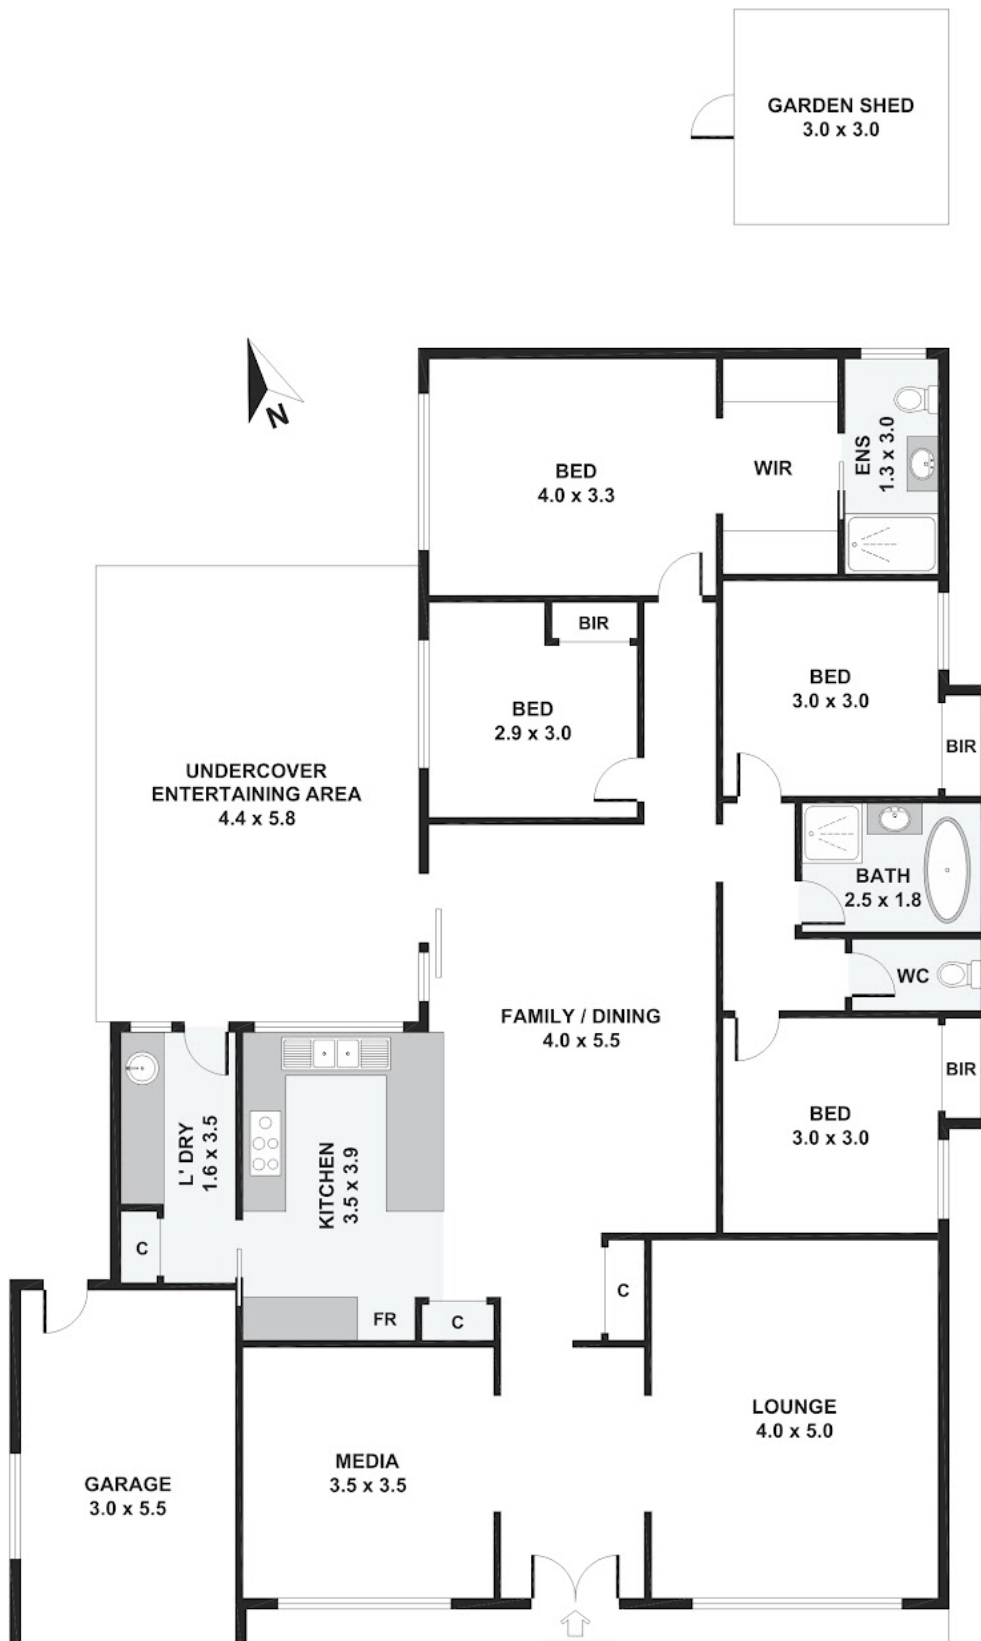 GARDEN SHED
3.0 x 3.0
N
BED
4.0 x 3.3
WIR
ENS
1.3 x 3.0
BIR
BED
2.9 x 3.0
BED
3.0 x 3.0
BIR
UNDERCOVER
ENTERTAINING AREA
4.4 x 5.8
BATH
2.5 x 1.8
WC
FAMILY / DINING
4.0 x 5.5
BIR
BED
3.0 x 3.0
L' DRY
1.6 x 3.5
KITCHEN
3.5 x 3.9
C
C
FR
C
LOUNGE
4.0 x 5.0
MEDIA
3.5 x 3.5
GARAGE
3.0 x 5.5